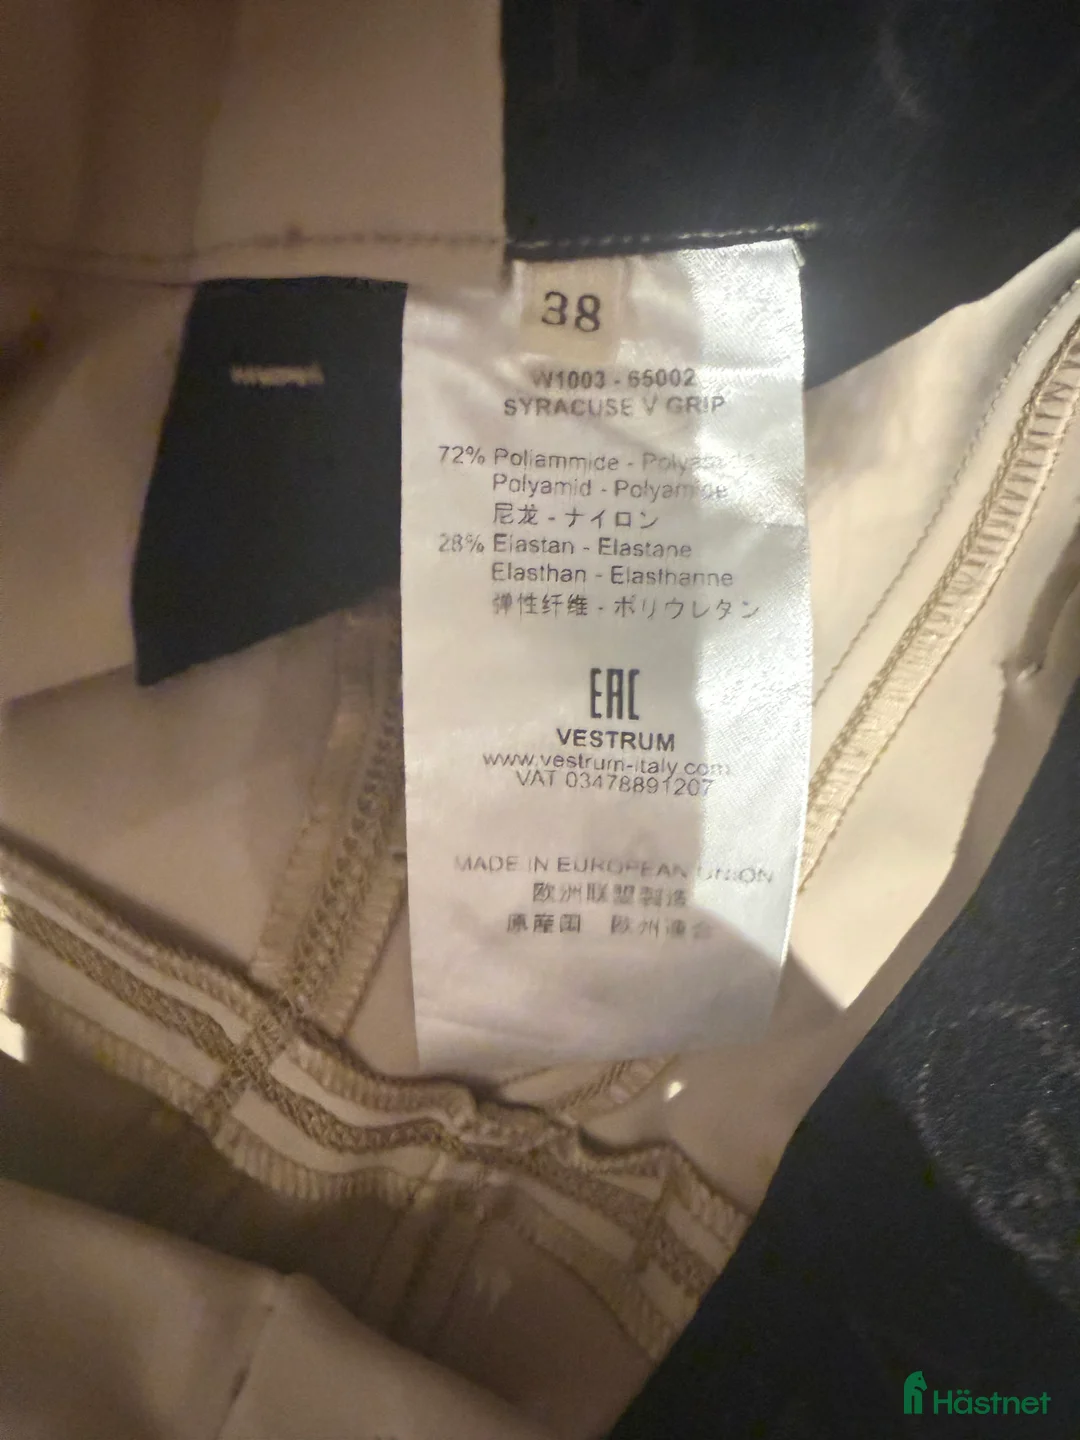 38
W1003 - 65002
SYRACUSE V GRIP
72% Poliammide - Polyamide
Polyamid - Polyamide
尼龙 - ナイロン
28% Elastan - Elastane
Elasthan - Elasthanne
弹性纤维 - ポリウレタン
EAC
VESTRUM
www.vestrum-italy.com
VAT 03478891207
MADE IN EUROPEAN UNION
欧洲联盟製造
原産国 欧州連合
Hästnet